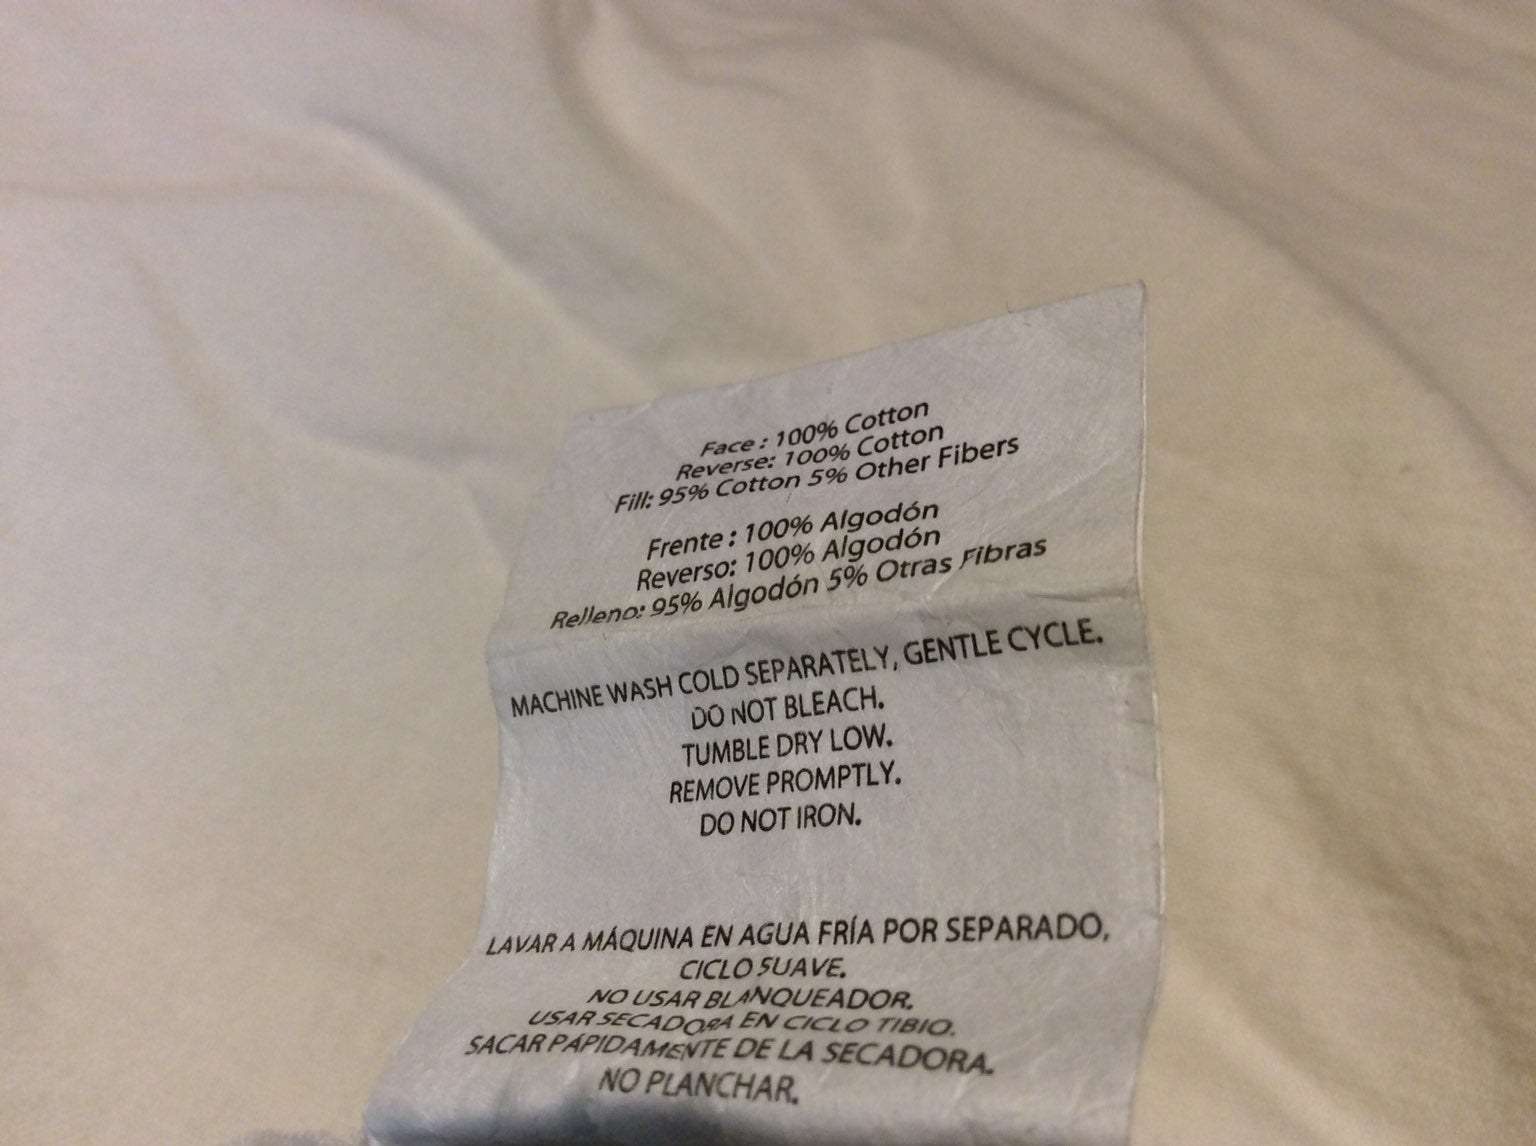 Face : 100% Cotton
Reverse: 100% Cotton
Fill: 95% Cotton 5% Other Fibers
Frente : 100% Algodón
Reverso: 100% Algodón
Relleno: 95% Algodón 5% Otras Fibras
MACHINE WASH COLD SEPARATELY, GENTLE CYCLE.
DO NOT BLEACH.
TUMBLE DRY LOW.
REMOVE PROMPTLY.
DO NOT IRON.
LAVAR A MÁQUINA EN AGUA FRÍA POR SEPARADO,
CICLO SUAVE.
NO USAR BLANQUEADOR.
USAR SECADORA EN CICLO TIBIO.
SACAR PÁPIDAMENTE DE LA SECADORA.
NO PLANCHAR.